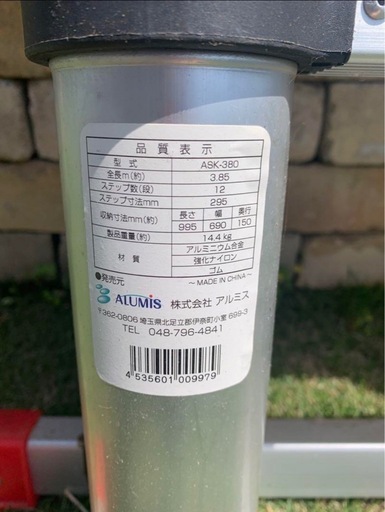 品質表示
型式 ASK-380
全長m(約) 3.85
ステップ数(段) 12
ステップ寸法mm 295
収納寸法mm(約) 長さ 幅 奥行
995 690 150
製品重量(約) 14.4kg
材質 アルミニウム合金
強化ナイロン
ゴム
●発売元 ～MADE IN CHINA～
ALUMIS 株式会社 アルミス
〒362-0806 埼玉県北足立郡伊奈町小室 699-3
TEL 048-796-4841
4 535601 009979